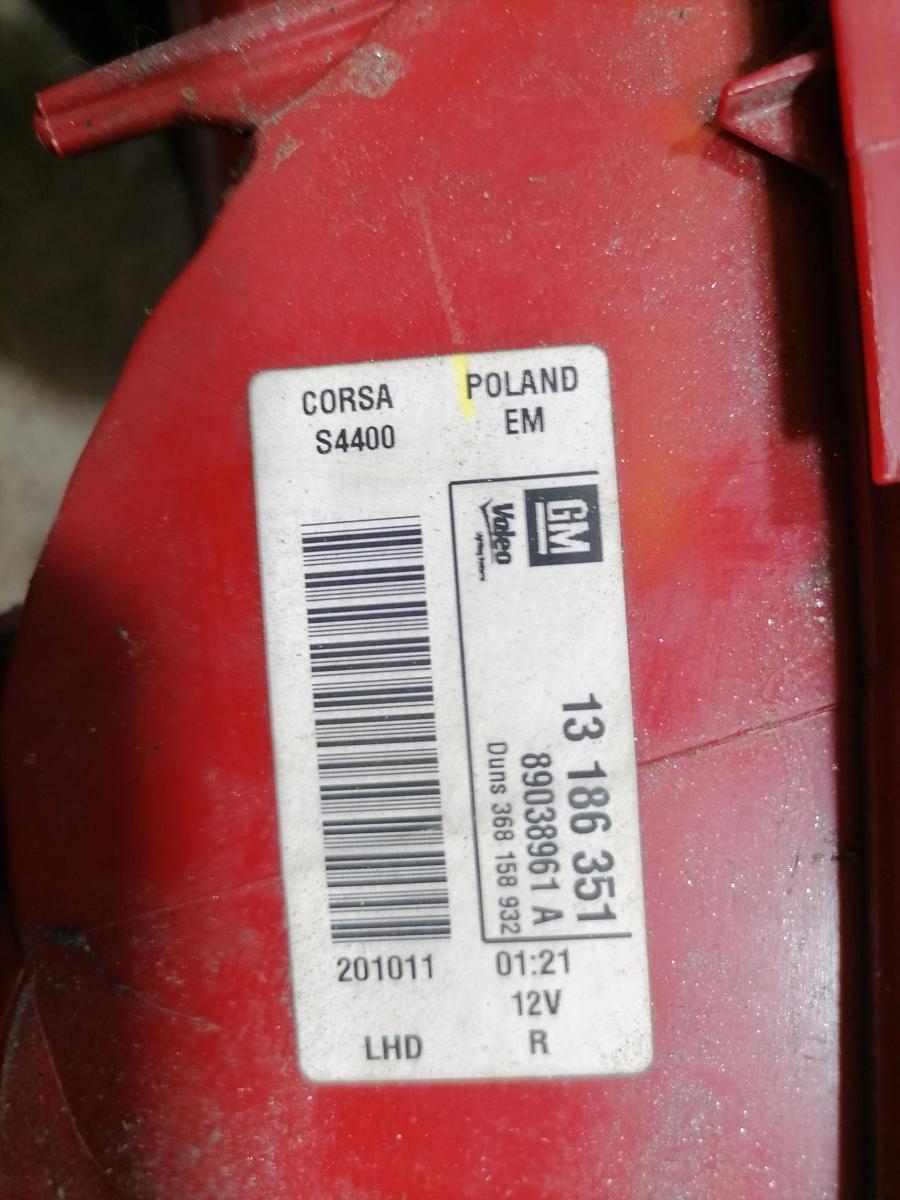 CORSA
S4400
POLAND
EM
GM
Valeo
13 186 351
89038961 A
Duns 368 158 932
201011
01:21
12V
LHD
R